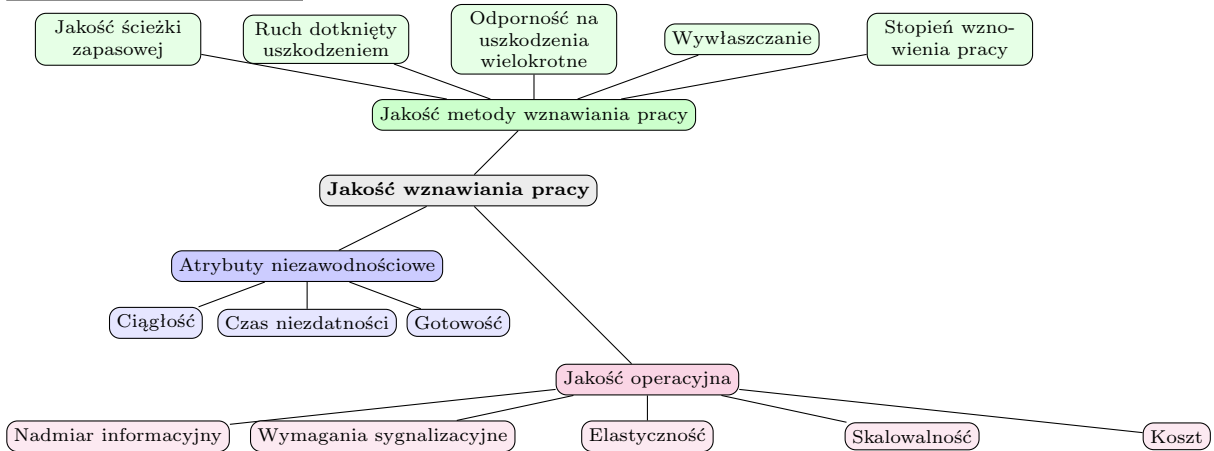 Jakość ścieżki
zapasowej
Ruch dotknięty
uszkodzeniem
Odporność na
uszkodzenia
wielokrotne
Wywłaszczanie
Stopień wzno-
wienia pracy
Jakość metody wznawiania pracy
Jakość wznawiania pracy
Atrybuty niezawodnościowe
Ciągłość
Czas niezdatności
Gotowość
Jakość operacyjna
Nadmiar informacyjny
Wymagania sygnalizacyjne
Elastyczność
Skalowalność
Koszt